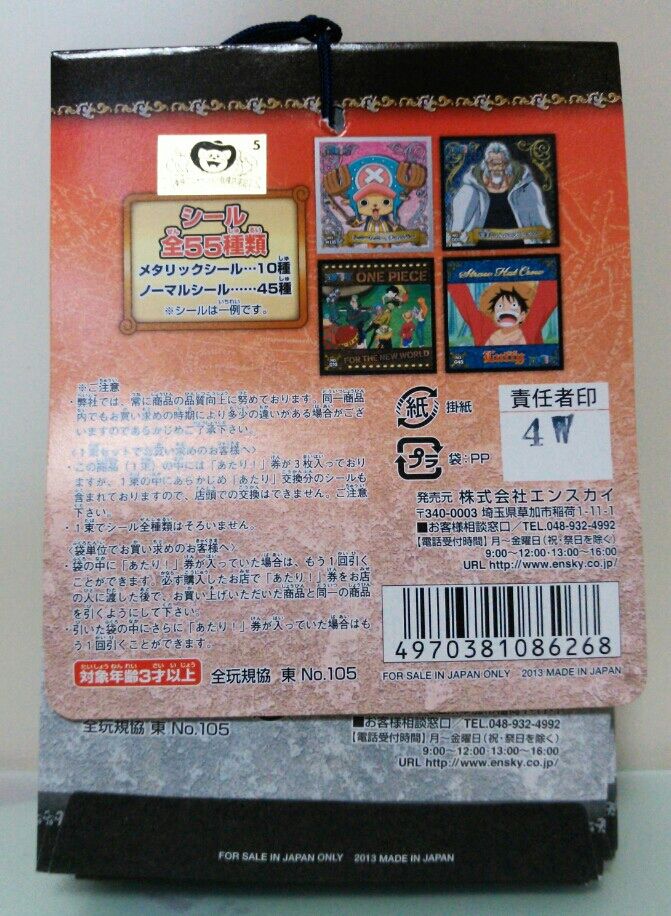 5
シール
全55種類
メタリックシール…10種
ノーマルシール……45種
※シールは一例です。
ONE PIECE
FOR THE NEW WORLD
Straw Hat Crew
Luffy
※ご注意
・弊社では、常に商品の品質向上に努めております。同一商品
内でもお買い求めの時期により多少の違いがある場合がござ
いますのであらかじめご了承下さい。
〈1束セットでお買い求めのお客様へ〉
・この商品（1束）の中には「あたり！」券が3枚入っており
ますが、1束の中にあらかじめ「あたり」交換分のシールも
含まれておりますので、店頭での交換はできません。ご注意
下さい。
・1束でシール全種類はそろいません。
〈袋単位でお買い求めのお客様へ〉
・袋の中に「あたり！」券が入っていた場合は、もう1回引く
ことができます。必ず購入したお店で「あたり！」券をお店
の人に渡した後で、お買い上げいただいた商品と同一の商品
を引くようにして下さい。
・引いた袋の中にさらに「あたり！」券が入っていた場合はも
う1回引くことができます。
対象年齢3才以上
全玩規協 東 No.105
紙 掛紙
プラ 袋:PP
責任者印
4W
発売元 株式会社エンスカイ
〒340-0003 埼玉県草加市稲荷1-11-1
■お客様相談窓口／TEL.048-932-4992
【電話受付時間】月～金曜日（祝・祭日を除く）
9:00～12:00・13:00～16:00
URL http://www.ensky.co.jp/
4970381086268
FOR SALE IN JAPAN ONLY 2013 MADE IN JAPAN
全玩規協 東 No.105
■お客様相談窓口／TEL.048-932-4992
【電話受付時間】月～金曜日（祝・祭日を除く）
9:00～12:00・13:00～16:00
URL http://www.ensky.co.jp/
FOR SALE IN JAPAN ONLY 2013 MADE IN JAPAN